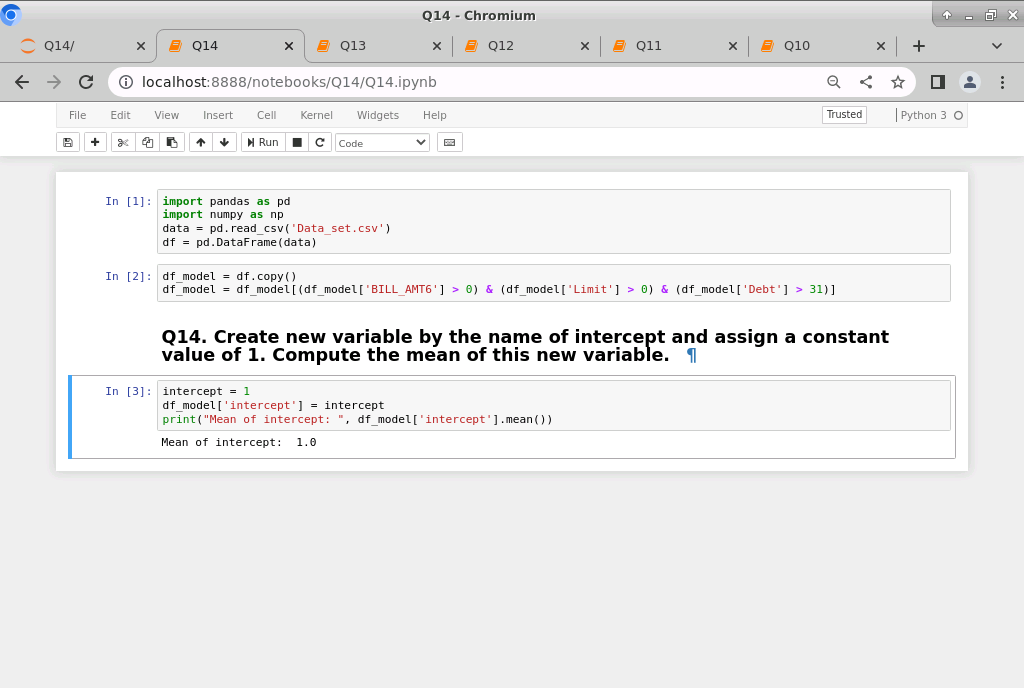 Q14 - Chromium
Q14/ Q14 Q13 Q12 Q11 Q10
localhost:8888/notebooks/Q14/Q14.ipynb
File Edit View Insert Cell Kernel Widgets Help Trusted Python 3
Run Code
In [1]: import pandas as pd
import numpy as np
data = pd.read_csv('Data_set.csv')
df = pd.DataFrame(data)
In [2]: df_model = df.copy()
df_model = df_model[(df_model['BILL_AMT6'] > 0) & (df_model['Limit'] > 0) & (df_model['Debt'] > 31)]
Q14. Create new variable by the name of intercept and assign a constant
value of 1. Compute the mean of this new variable. ¶
In [3]: intercept = 1
df_model['intercept'] = intercept
print("Mean of intercept: ", df_model['intercept'].mean())
Mean of intercept:  1.0